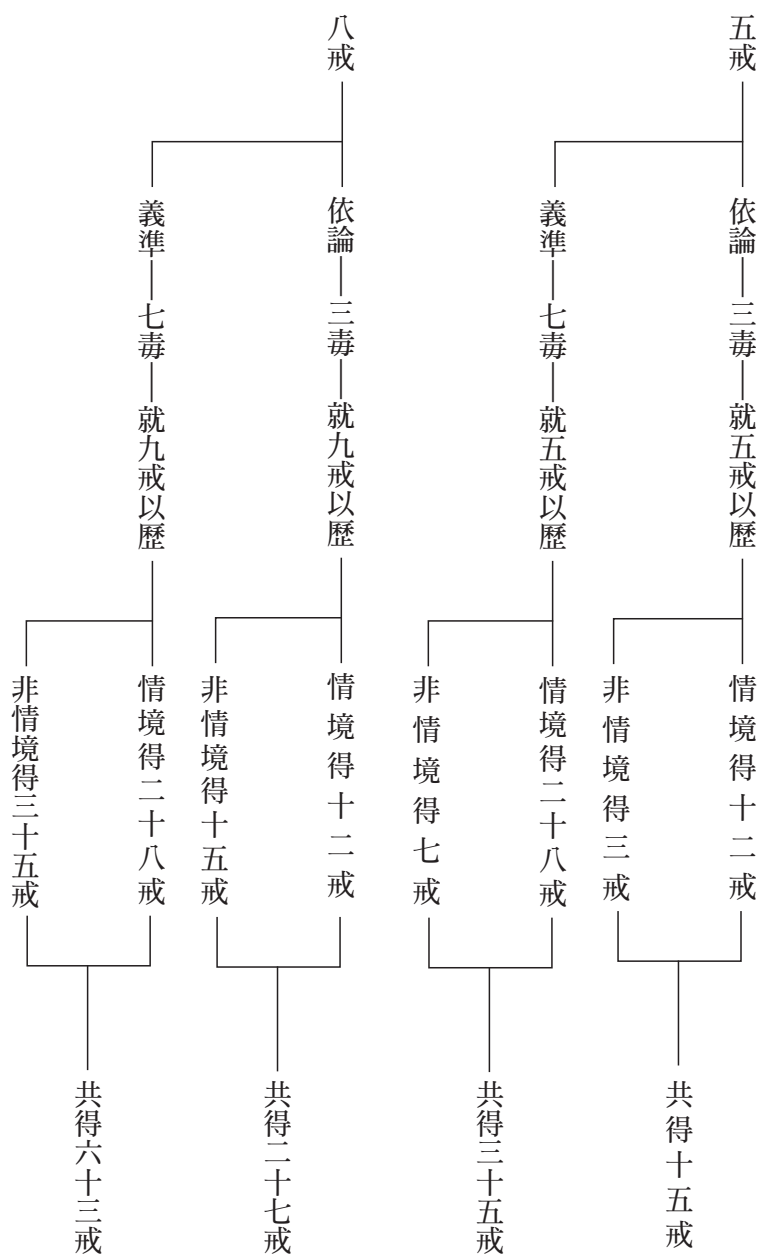 五戒
依論
三毒
就五戒以歷
情境得十二戒
非情境得三戒
共得十五戒
義準
七毒
就五戒以歷
情境得二十八戒
非情境得七戒
共得三十五戒
八戒
依論
三毒
就九戒以歷
情境得十二戒
非情境得十五戒
共得二十七戒
義準
七毒
就九戒以歷
情境得二十八戒
非情境得三十五戒
共得六十三戒